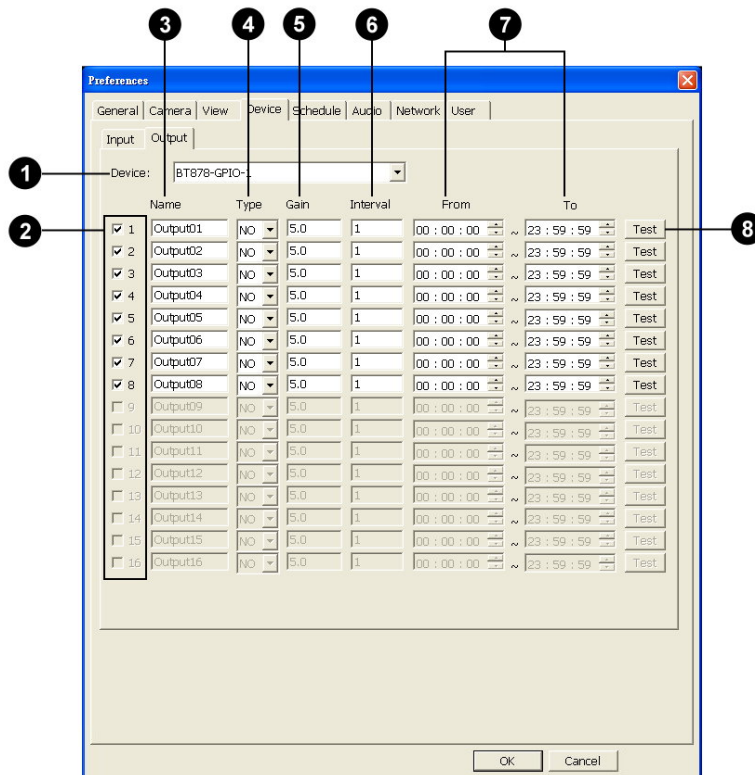 3 4 5 6 7
Preferences
General Camera View Device Schedule Audio Network User
Input Output
1 Device: BT878-GPIO-1
Name Type Gain Interval From To
2 1 Output01 NO 5.0 1 00 : 00 : 00 ~ 23 : 59 : 59 Test 8
2 Output02 NO 5.0 1 00 : 00 : 00 ~ 23 : 59 : 59 Test
3 Output03 NO 5.0 1 00 : 00 : 00 ~ 23 : 59 : 59 Test
4 Output04 NO 5.0 1 00 : 00 : 00 ~ 23 : 59 : 59 Test
5 Output05 NO 5.0 1 00 : 00 : 00 ~ 23 : 59 : 59 Test
6 Output06 NO 5.0 1 00 : 00 : 00 ~ 23 : 59 : 59 Test
7 Output07 NO 5.0 1 00 : 00 : 00 ~ 23 : 59 : 59 Test
8 Output08 NO 5.0 1 00 : 00 : 00 ~ 23 : 59 : 59 Test
9 Output09 NO 5.0 1 00 : 00 : 00 ~ 23 : 59 : 59 Test
10 Output10 NO 5.0 1 00 : 00 : 00 ~ 23 : 59 : 59 Test
11 Output11 NO 5.0 1 00 : 00 : 00 ~ 23 : 59 : 59 Test
12 Output12 NO 5.0 1 00 : 00 : 00 ~ 23 : 59 : 59 Test
13 Output13 NO 5.0 1 00 : 00 : 00 ~ 23 : 59 : 59 Test
14 Output14 NO 5.0 1 00 : 00 : 00 ~ 23 : 59 : 59 Test
15 Output15 NO 5.0 1 00 : 00 : 00 ~ 23 : 59 : 59 Test
16 Output16 NO 5.0 1 00 : 00 : 00 ~ 23 : 59 : 59 Test
OK Cancel